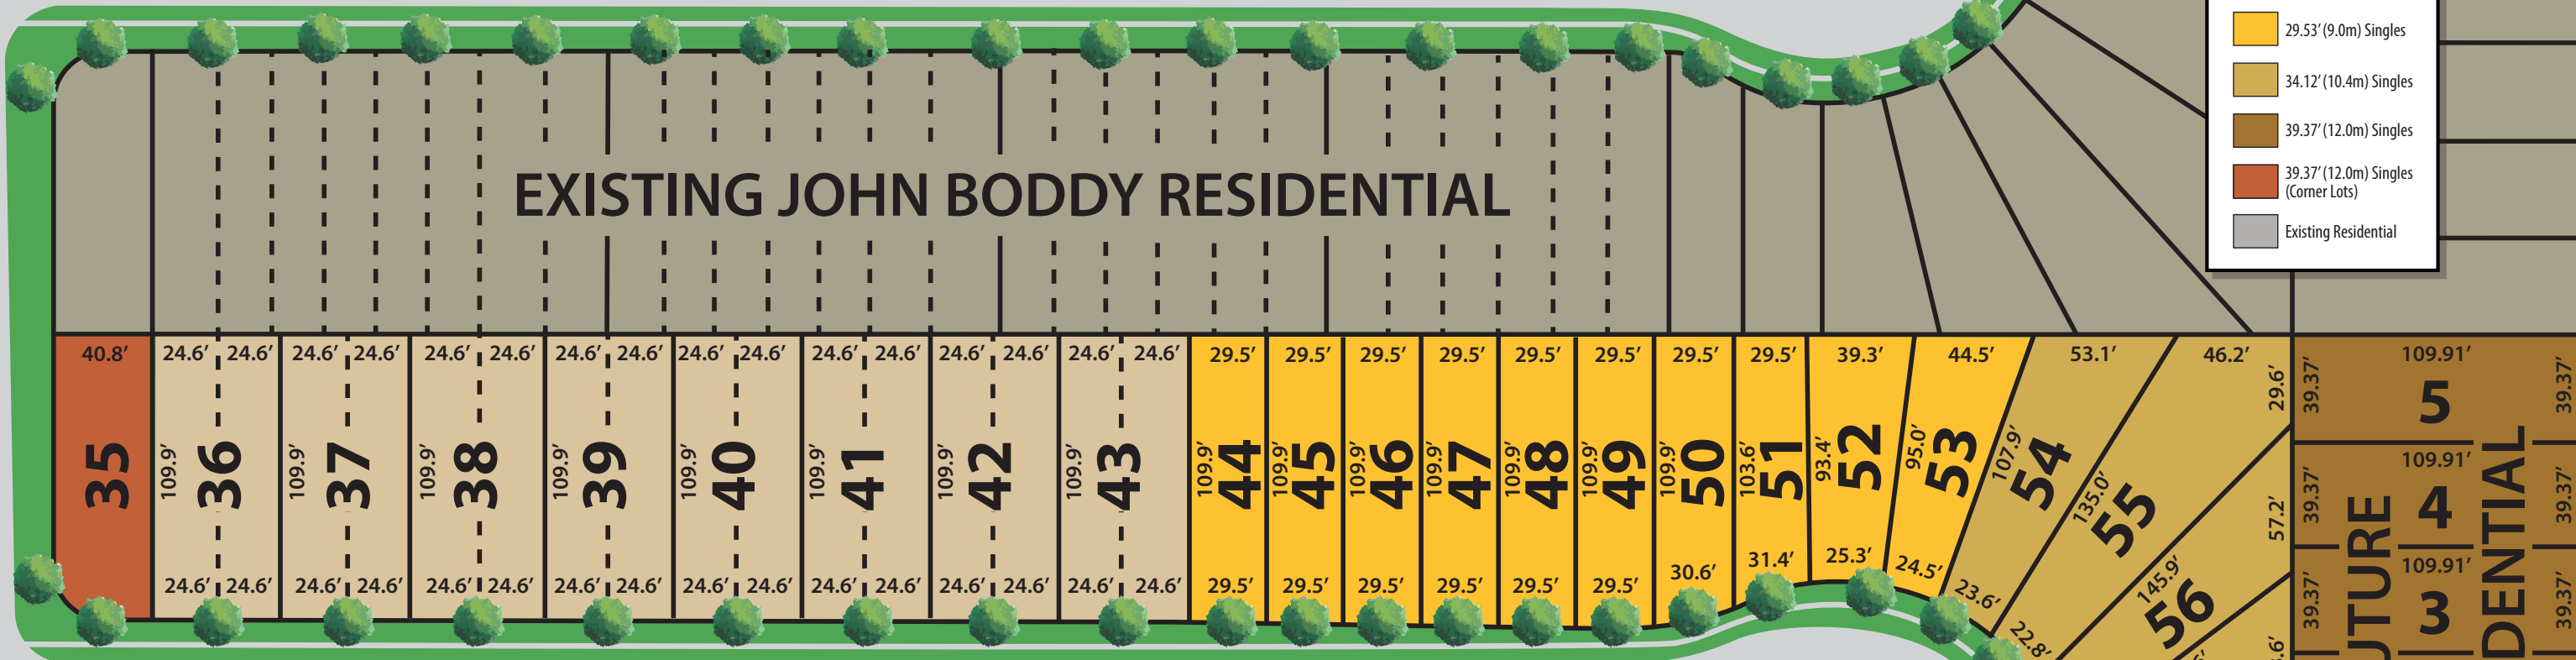 29.53’ (9.0m) Singles
34.12’ (10.4m) Singles
39.37’ (12.0m) Singles
39.37’ (12.0m) Singles
(Corner Lots)
Existing Residential
EXISTING JOHN BODDY RESIDENTIAL
40.8’ 24.6’ 24.6’ 24.6’ 24.6’ 24.6’ 24.6’ 24.6’ 24.6’ 24.6’ 24.6’ 24.6’ 24.6’ 24.6’ 24.6’ 24.6’ 24.6’ 29.5’ 29.5’ 29.5’ 29.5’ 29.5’ 29.5’ 29.5’ 29.5’ 39.3’ 44.5’ 53.1’ 46.2’
35
109.9’ 36
109.9’ 37
109.9’ 38
109.9’ 39
109.9’ 40
109.9’ 41
109.9’ 42
109.9’ 43
109.9’ 44
109.9’ 45
109.9’ 46
109.9’ 47
109.9’ 48
109.9’ 49
109.9’ 50
103.6’ 51
93.4’ 52
95.0’ 53
107.9’ 54
135.0’ 55
145.9’ 56
29.6’
57.2’
24.6’ 24.6’ 24.6’ 24.6’ 24.6’ 24.6’ 24.6’ 24.6’ 24.6’ 24.6’ 24.6’ 24.6’ 24.6’ 24.6’ 24.6’ 24.6’ 29.5’ 29.5’ 29.5’ 29.5’ 29.5’ 29.5’ 30.6’ 31.4’ 25.3’ 24.5’ 23.6’ 22.8’
39.37’ 109.91’ 39.37’
5
39.37’ 109.91’ 39.37’
4
39.37’ 109.91’ 39.37’
3
UTURE
DENTIAL